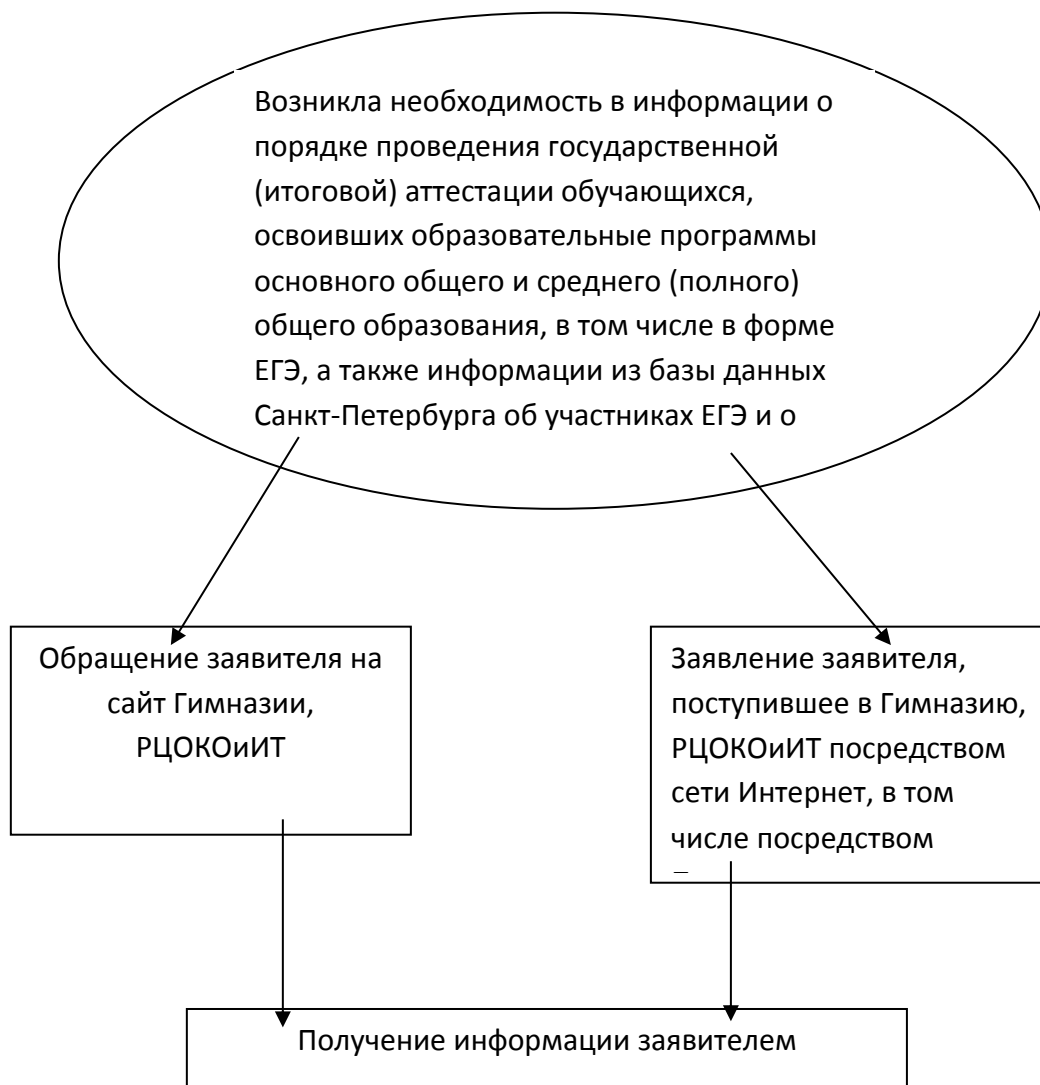 Возникла необходимость в информации о
порядке проведения государственной
(итоговой) аттестации обучающихся,
освоивших образовательные программы
основного общего и среднего (полного)
общего образования, в том числе в форме
ЕГЭ, а также информации из базы данных
Санкт-Петербурга об участниках ЕГЭ и о
Обращение заявителя на
сайт Гимназии,
РЦОКОиИТ
Заявление заявителя,
поступившее в Гимназию,
РЦОКОиИТ посредством
сети Интернет, в том
числе посредством
Получение информации заявителем